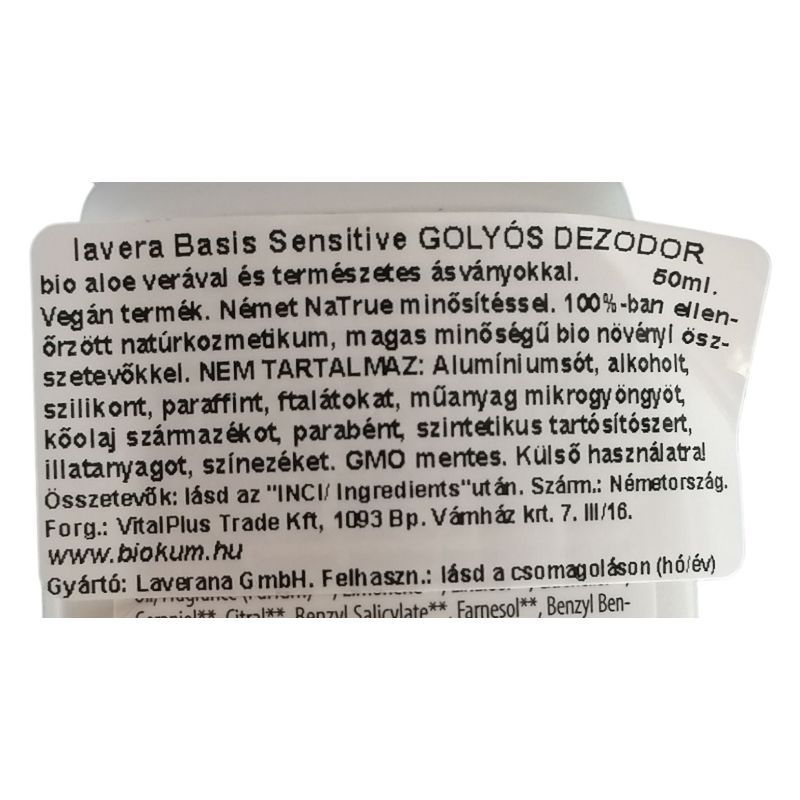 lavera Basis Sensitive GOLYÓS DEZODOR
bio aloe verával és természetes ásványokkal. 50ml.
Vegán termék. Német NaTrue minősítéssel. 100%-ban ellen-
őrzött natúrkozmetikum, magas minőségű bio növényi ösz-
szetevőkkel. NEM TARTALMAZ: Alumíniumsót, alkoholt,
szilikont, paraffint, ftalátokat, műanyag mikrogyöngyöt,
kőolaj származékot, parabént, szintetikus tartósítószert,
illatanyagot, színezéket. GMO mentes. Külső használatra!
Összetevők: lásd az "INCI/ Ingredients"után. Szárm.: Németország.
Forg.: VitalPlus Trade Kft, 1093 Bp. Vámház krt. 7. III/16.
www.biokum.hu
Gyártó: Laverana GmbH. Felhaszn.: lásd a csomagoláson (hó/év)
Geraniol**, Citral**, Benzyl Salicylate**, Farnesol**, Benzyl Ben-